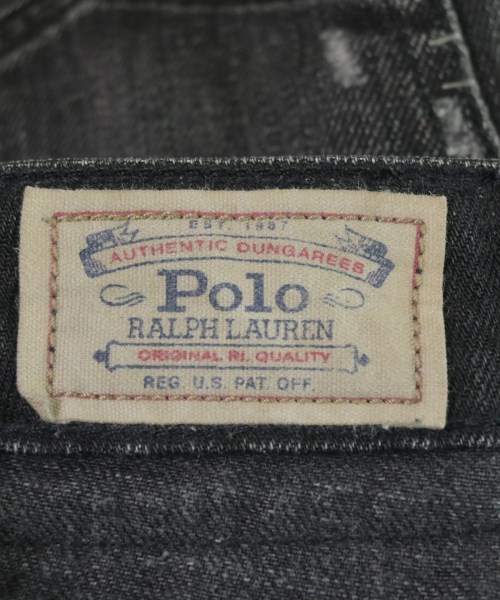 EST. 1967
AUTHENTIC DUNGAREES
Polo
RALPH LAUREN
ORIGINAL RL QUALITY
REG. U.S. PAT. OFF.